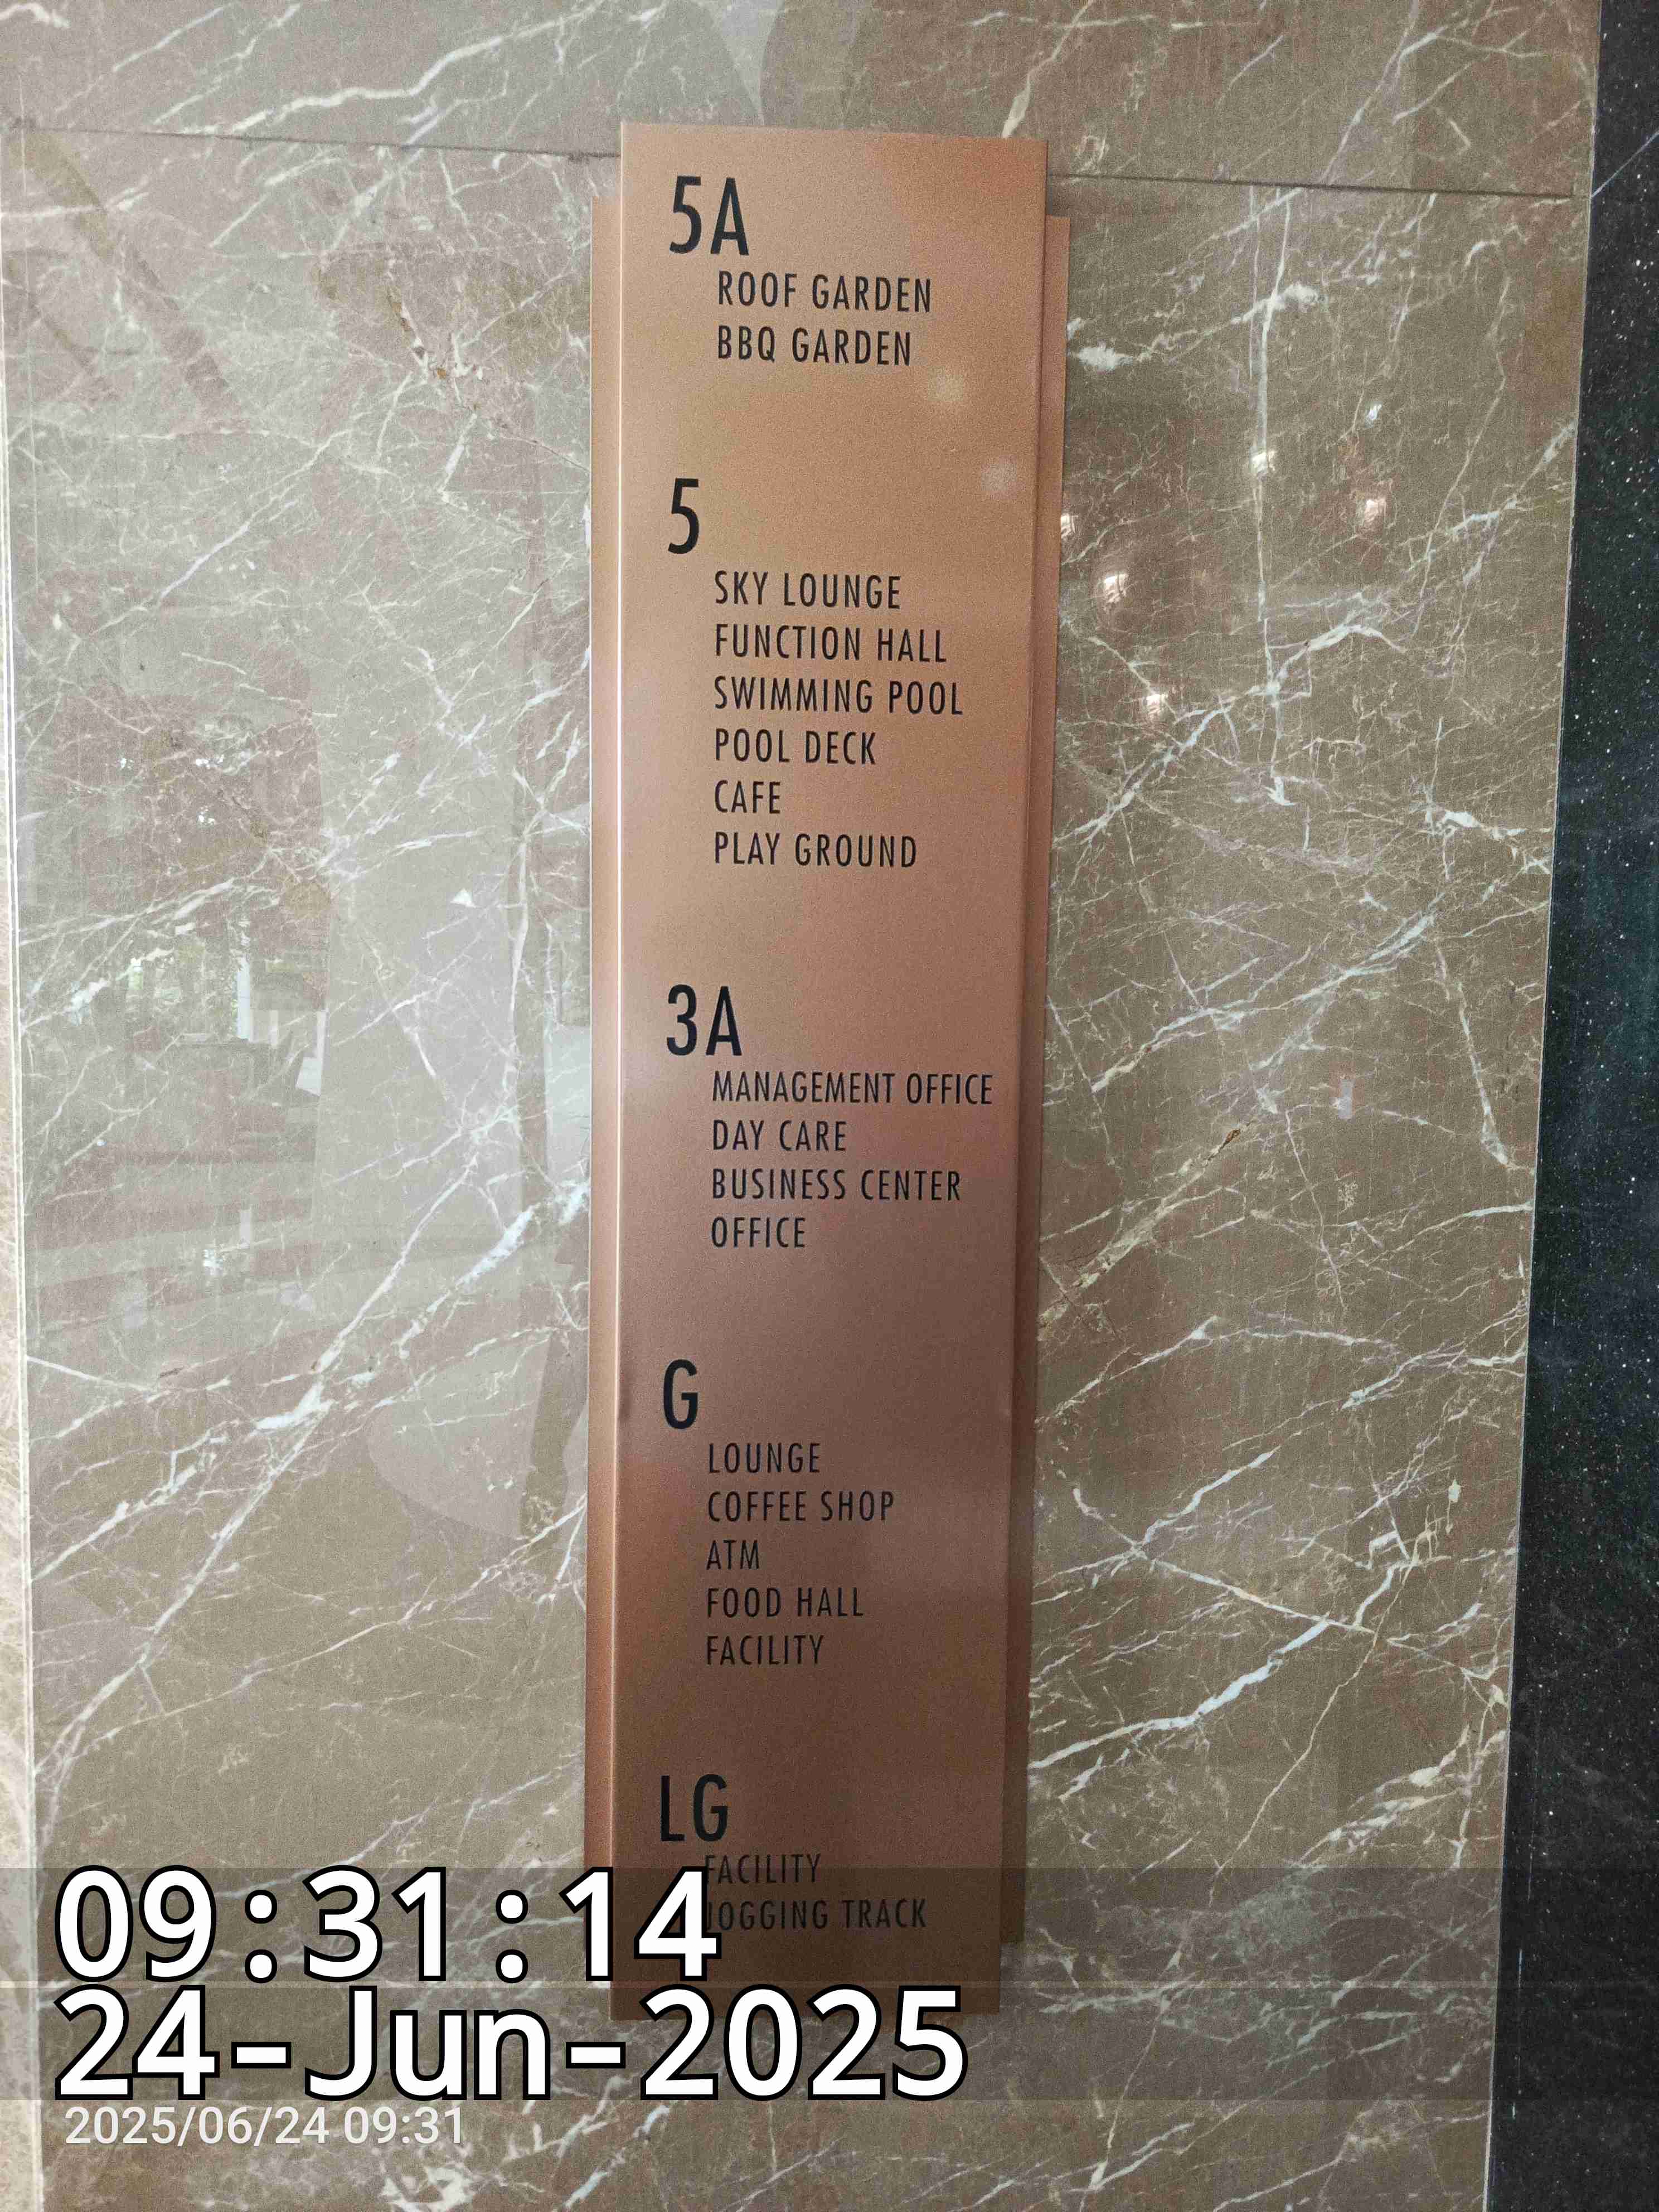 5A
ROOF GARDEN
BBQ GARDEN
5
SKY LOUNGE
FUNCTION HALL
SWIMMING POOL
POOL DECK
CAFE
PLAY GROUND
3A
MANAGEMENT OFFICE
DAY CARE
BUSINESS CENTER
OFFICE
G
LOUNGE
COFFEE SHOP
ATM
FOOD HALL
FACILITY
LG
FACILITY
JOGGING TRACK
09:31:14
24-Jun-2025
2025/06/24 09:31